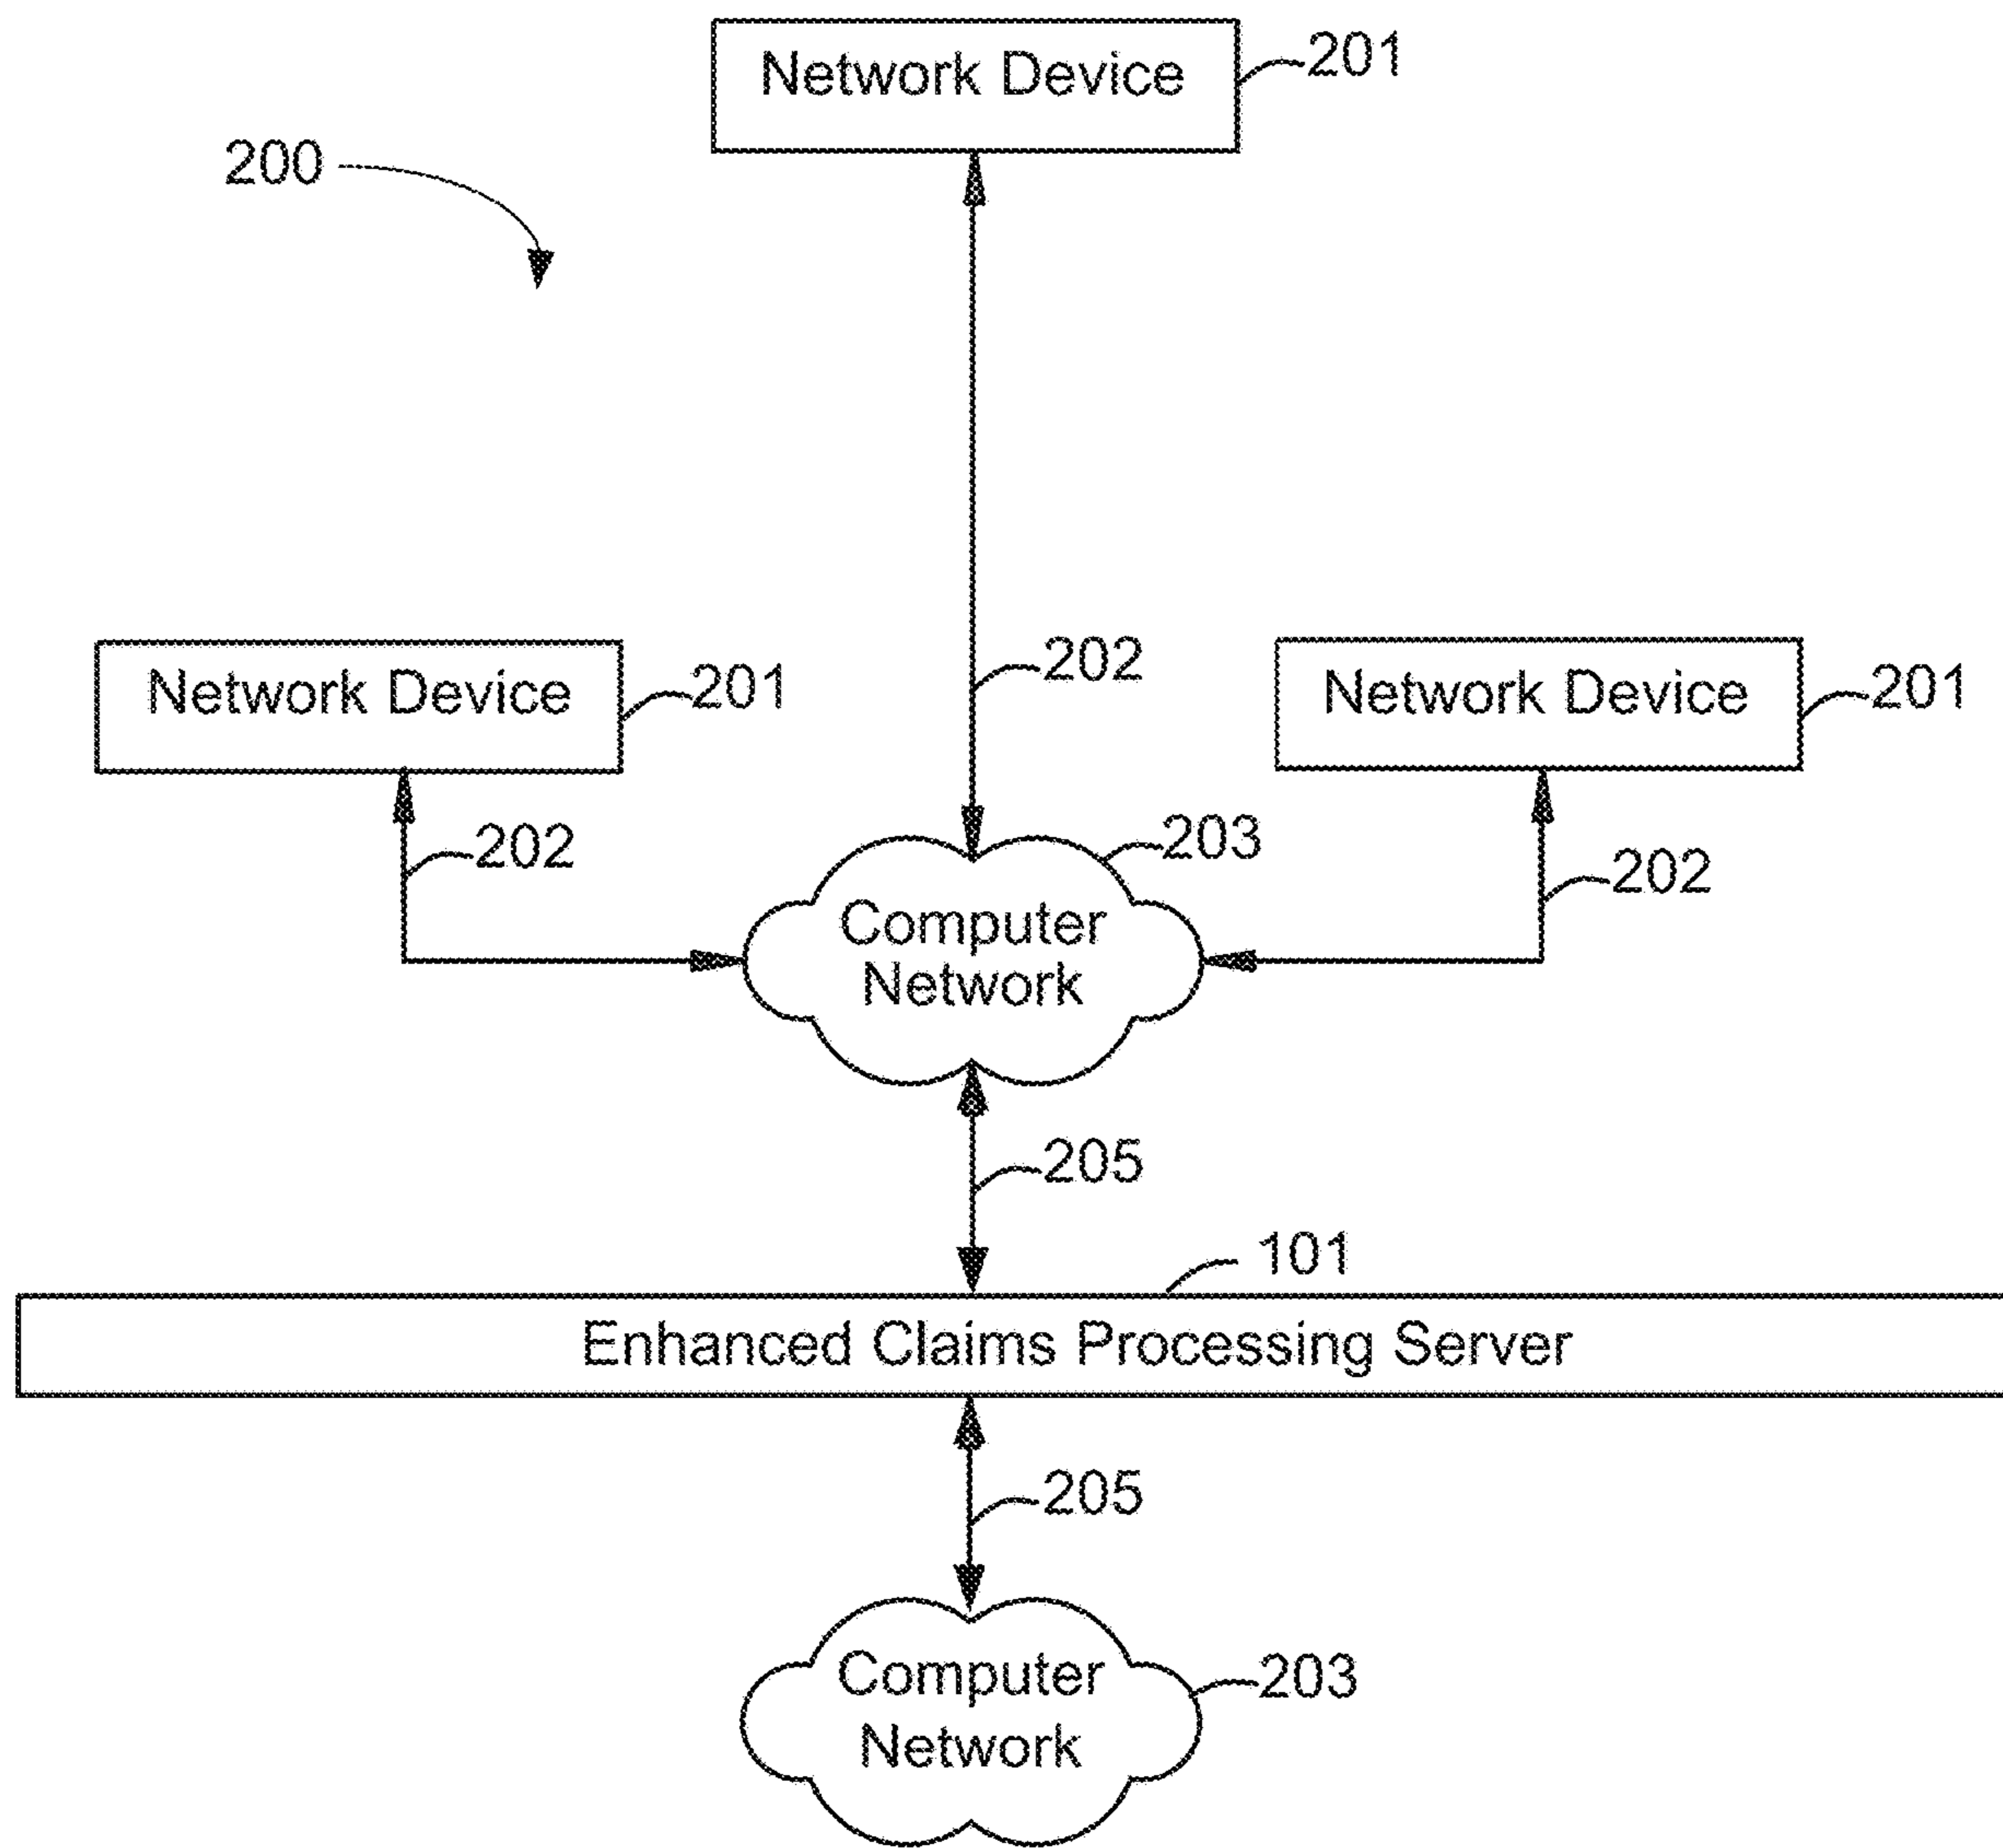 Network Device
201
200
202
Network Device
201
Network Device
201
202
203
202
Computer
Network
205
101
Enhanced Claims Processing Server
205
Computer
Network
203